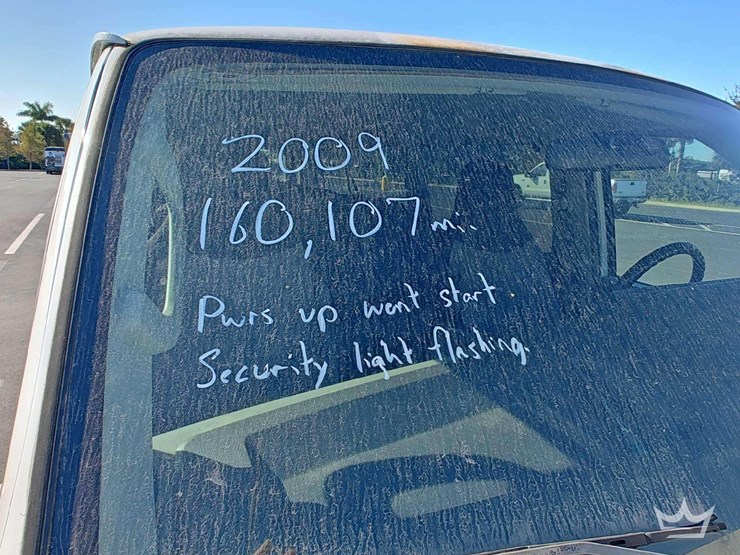 2009
160,107 mi.
Pwrs up wont start.
Security light flashing.